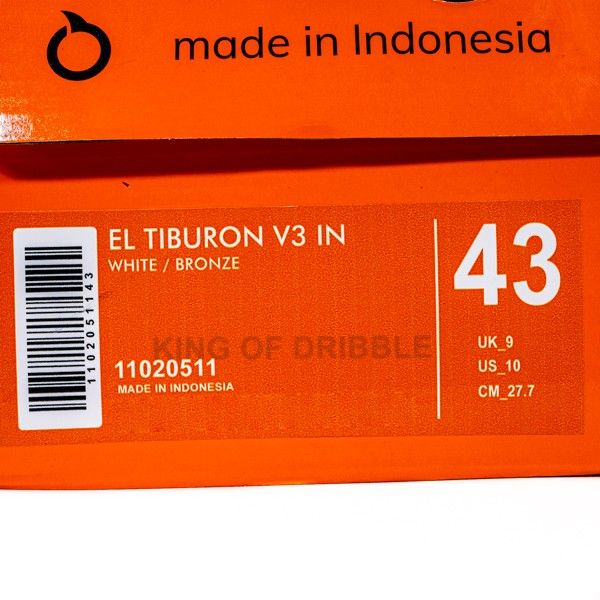 made in Indonesia
EL TIBURON V3 IN
WHITE / BRONZE
43
1102051143
KING OF DRIBBLE
11020511
MADE IN INDONESIA
UK_9
US_10
CM_27.7